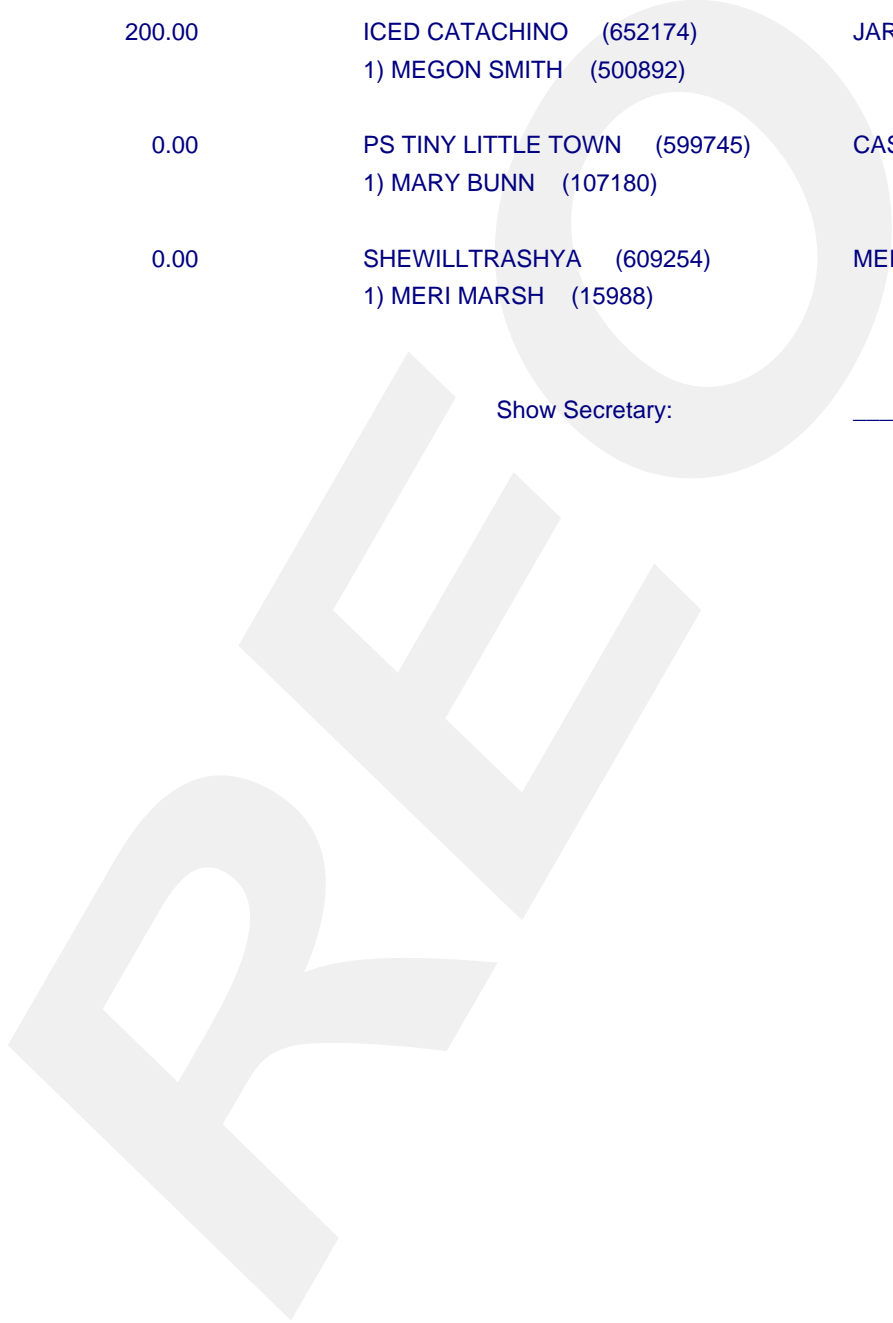 200.00 ICED CATACHINO (652174) JAR
1) MEGON SMITH (500892)
0.00 PS TINY LITTLE TOWN (599745) CAS
1) MARY BUNN (107180)
0.00 SHEWILLTRASHYA (609254)
1) MERI MARSH (15988)
Show Secretary: ___
REO